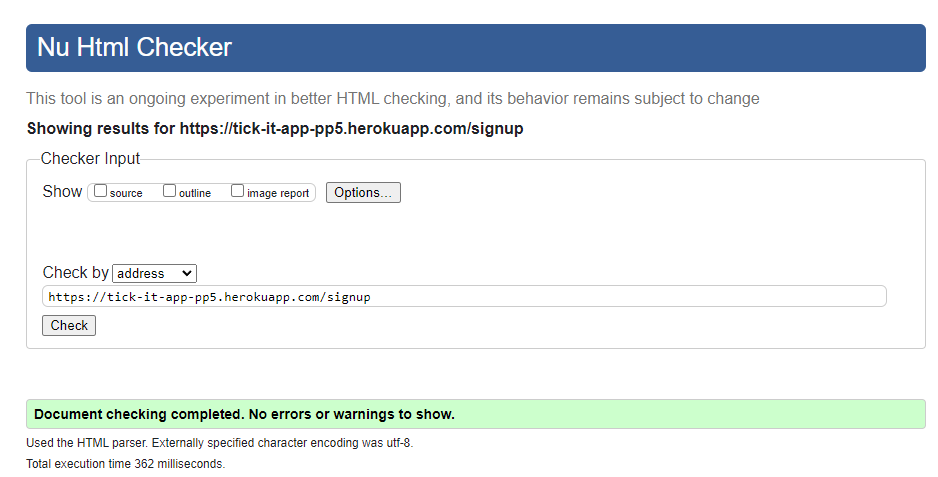 Nu Html Checker
This tool is an ongoing experiment in better HTML checking, and its behavior remains subject to change
Showing results for https://tick-it-app-pp5.herokuapp.com/signup
Checker Input
Show source outline image report Options...
Check by address
https://tick-it-app-pp5.herokuapp.com/signup
Check
Document checking completed. No errors or warnings to show.
Used the HTML parser. Externally specified character encoding was utf-8.
Total execution time 362 milliseconds.